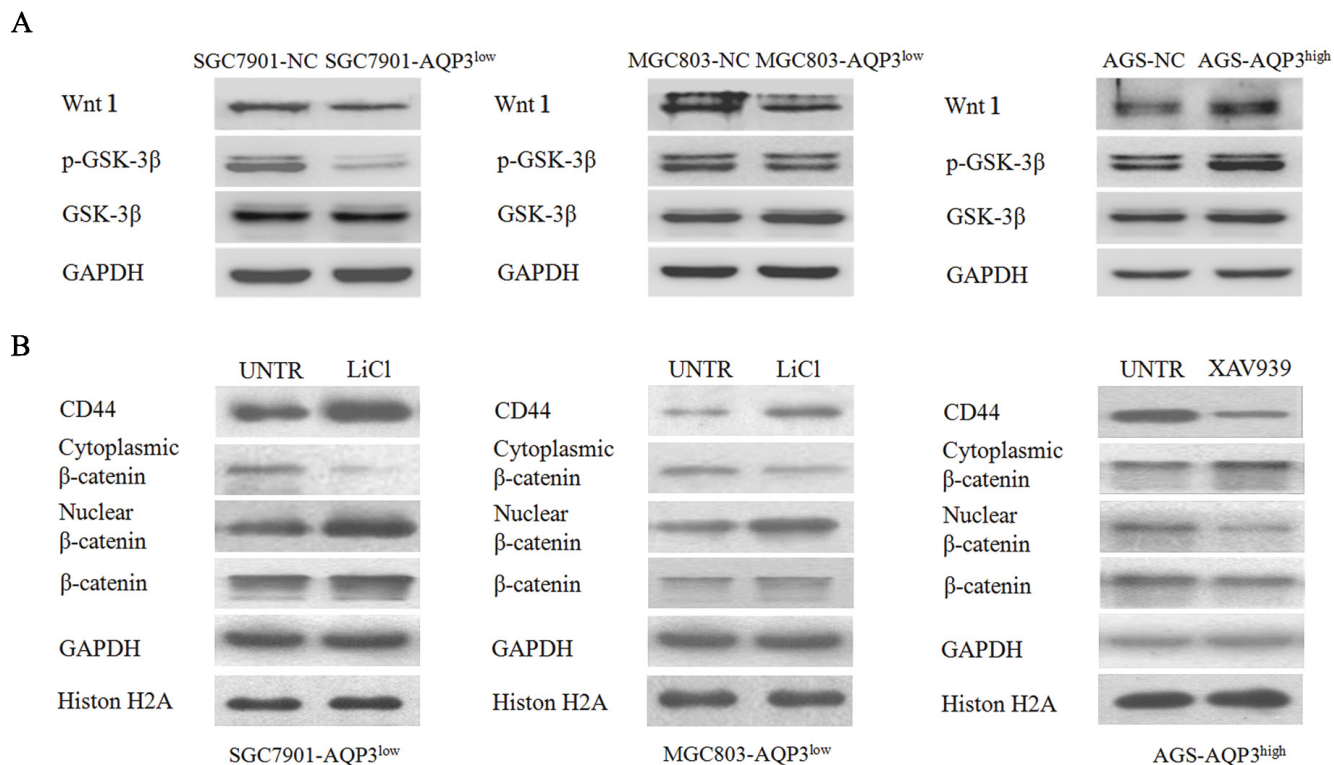 A
SGC7901-NC SGC7901-AQP3low
Wnt 1
p-GSK-3β
GSK-3β
GAPDH
MGC803-NC MGC803-AQP3low
Wnt 1
p-GSK-3β
GSK-3β
GAPDH
AGS-NC AGS-AQP3high
Wnt 1
p-GSK-3β
GSK-3β
GAPDH
B
UNTR LiCl
CD44
Cytoplasmic
β-catenin
Nuclear
β-catenin
β-catenin
GAPDH
Histon H2A
SGC7901-AQP3low
UNTR LiCl
CD44
Cytoplasmic
β-catenin
Nuclear
β-catenin
β-catenin
GAPDH
Histon H2A
MGC803-AQP3low
UNTR XAV939
CD44
Cytoplasmic
β-catenin
Nuclear
β-catenin
β-catenin
GAPDH
Histon H2A
AGS-AQP3high